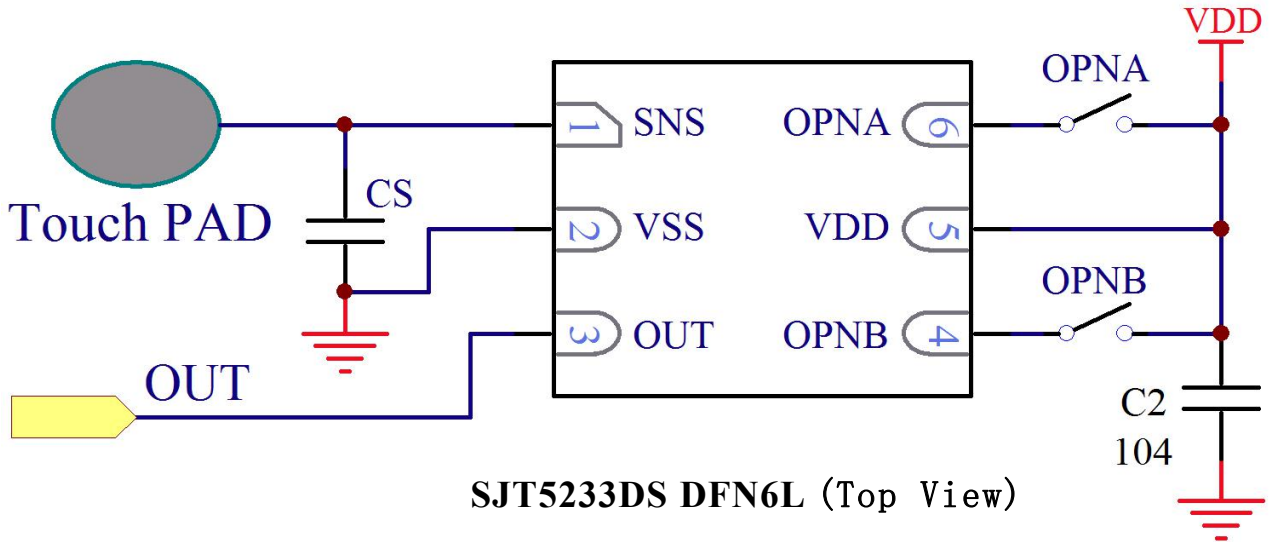 VDD
OPNA
1 SNS
OPNA 6
Touch PAD
CS
2 VSS
VDD 5
OPNB
3 OUT
OPNB 4
OUT
C2
104
SJT5233DS DFN6L (Top View)